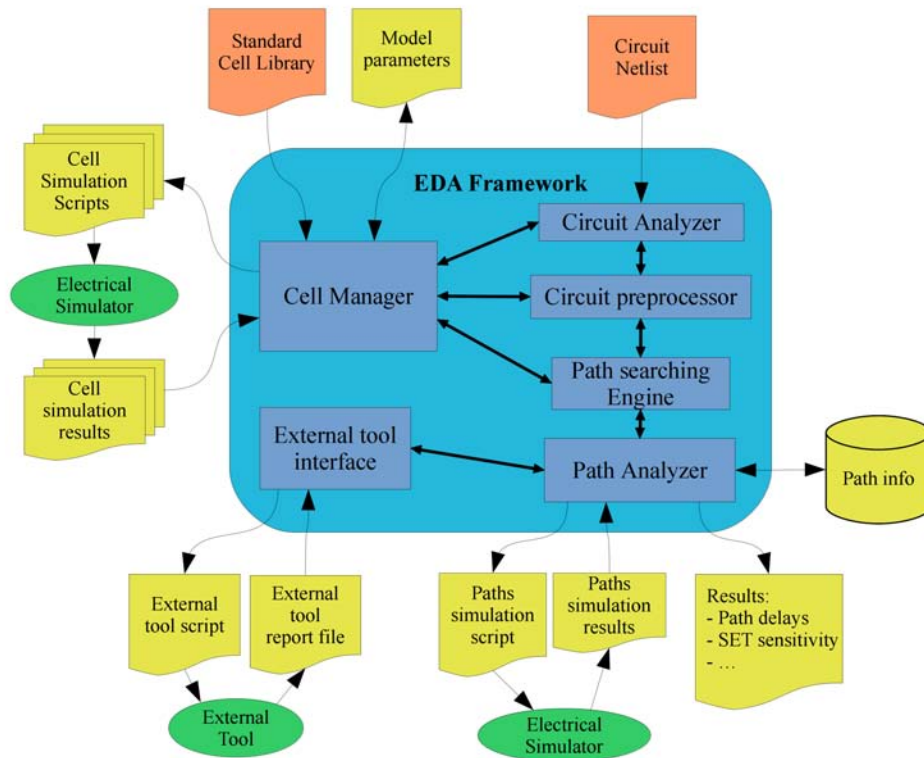 Standard
Cell Library
Model
parameters
Circuit
Netlist
Cell
Simulation
Scripts
EDA Framework
Circuit Analyzer
Electrical
Simulator
Cell Manager
Circuit preprocessor
Cell
simulation
results
Path searching
Engine
External tool
interface
Path Analyzer
Path info
External
tool script
External
tool
report file
Paths
simulation
script
Paths
simulation
results
Results:
- Path delays
- SET sensitivity
- ...
External
Tool
Electrical
Simulator